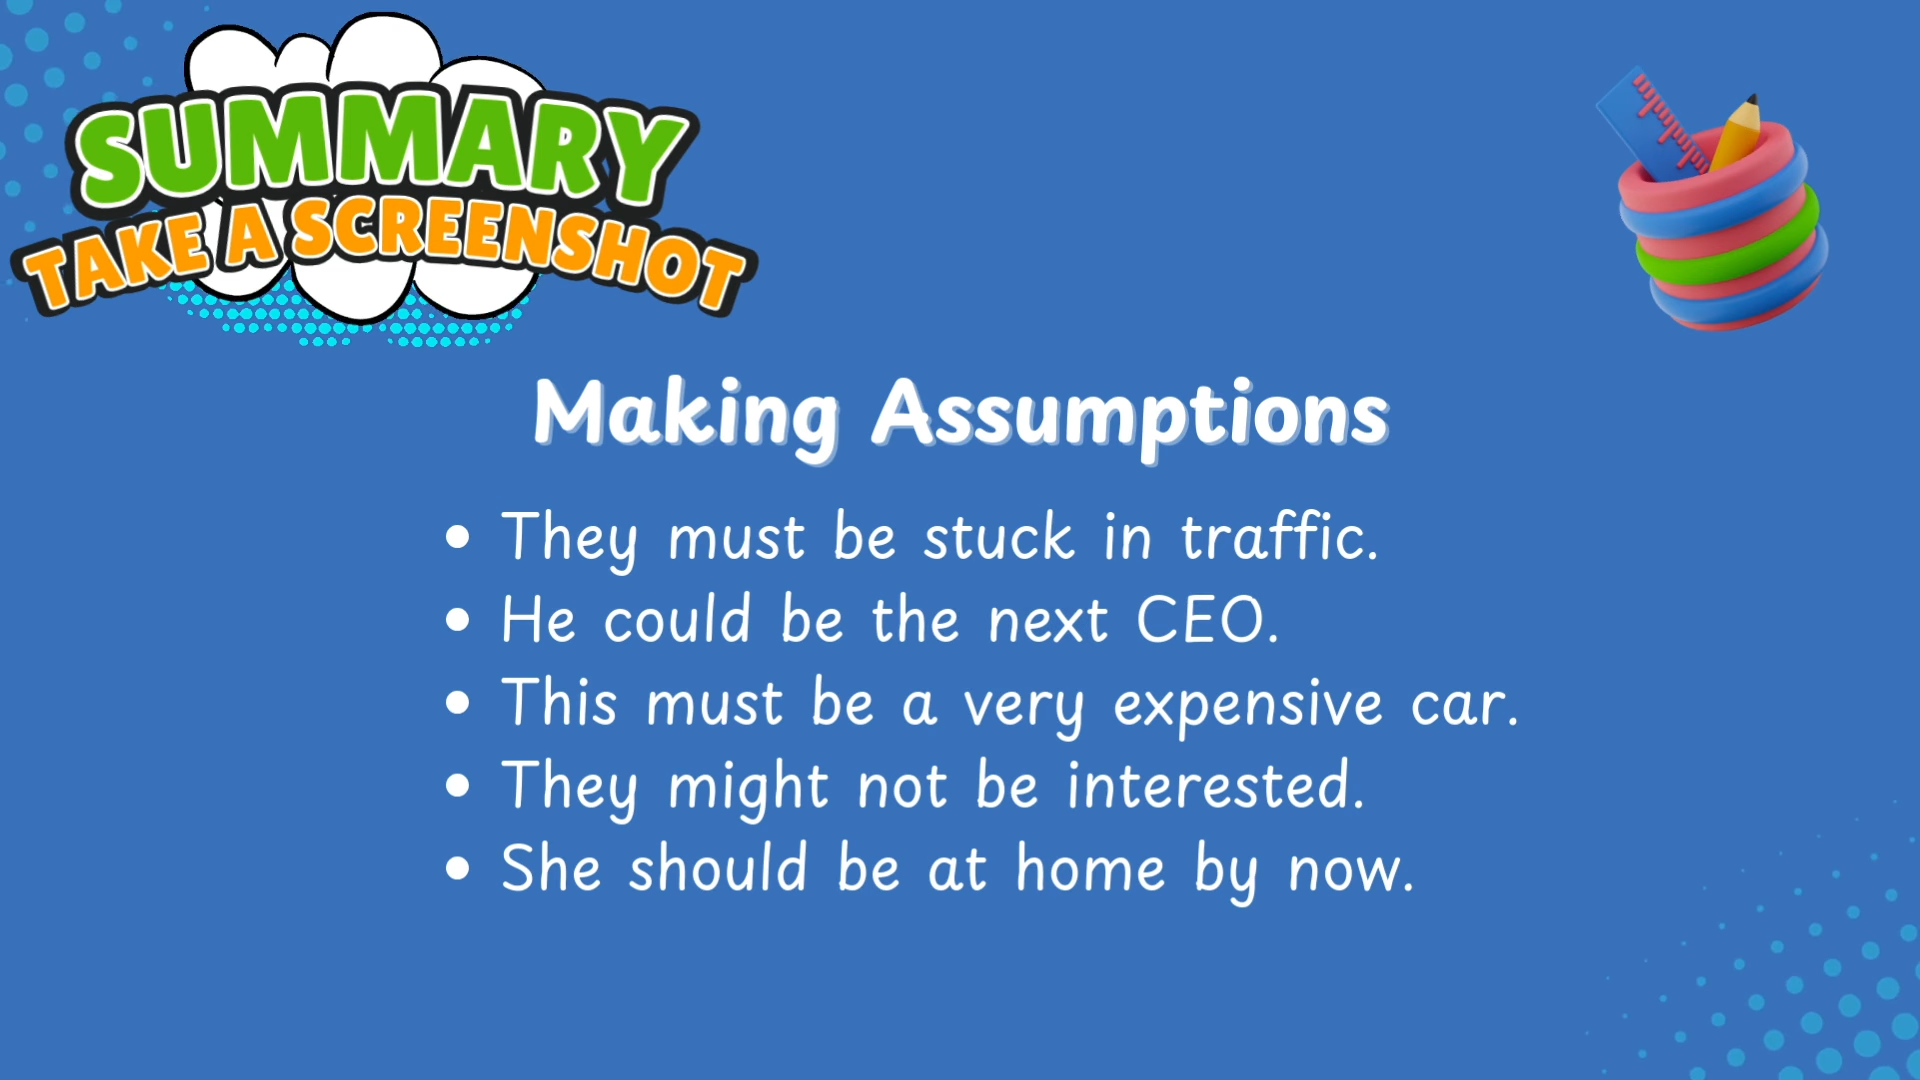 SUMMARY
TAKE A SCREENSHOT
Making Assumptions
• They must be stuck in traffic.
• He could be the next CEO.
• This must be a very expensive car.
• They might not be interested.
• She should be at home by now.